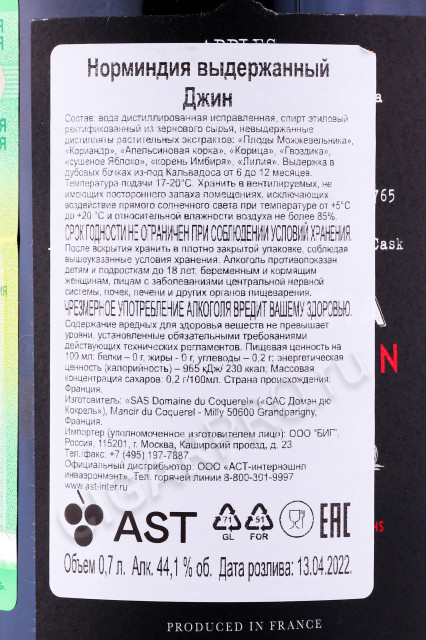 APPLES
Норминдия выдержанный
Джин
Состав: вода дистиллированная исправленная, спирт этиловый
ректификованный из зернового сырья, невыдержанные
дистилляты растительных экстрактов: «Плоды Можжевельника»,
«Кориандр», «Апельсиновая корка», «Корица», «Гвоздика»,
«сушеное Яблоко», «корень Имбиря», «Лилия». Выдержка в
дубовых бочках из-под Кальвадоса от 6 до 12 месяцев.
Температура подачи 17-20°С. Хранить в вентилируемых, не
имеющих постороннего запаха помещениях, исключающих
воздействие прямого солнечного света при температуре от +5°С
до +20 °С и относительной влажности воздуха не более 85%.
СРОК ГОДНОСТИ НЕ ОГРАНИЧЕН ПРИ СОБЛЮДЕНИИ УСЛОВИЙ ХРАНЕНИЯ.
После вскрытия хранить в плотно закрытой упаковке, соблюдая
вышеуказанные условия хранения. Алкоголь противопоказан
детям и подросткам до 18 лет, беременным и кормящим
женщинам, лицам с заболеваниями центральной нервной
системы, почек, печени и других органов пищеварения.
ЧРЕЗМЕРНОЕ УПОТРЕБЛЕНИЕ АЛКОГОЛЯ ВРЕДИТ ВАШЕМУ ЗДОРОВЬЮ.
Содержание вредных для здоровья веществ не превышает
уровни, установленные обязательными требованиями
действующих технических регламентов. Пищевая ценность на
100 мл: белки – 0 г, жиры - 0 г, углеводы – 0,2 г; энергетическая
ценность (калорийность) – 965 кДж/ 230 ккал. Массовая
концентрация сахаров: 0,2 г/100мл. Страна происхождения:
Франция.
Изготовитель: «SAS Domaine du Coquerel» («САС Домэн дю
Кокрель»), Manoir du Coquerel - Milly 50600 Grandparigny,
Франция.
Импортер (уполномоченное изготовителем лицо): ООО "БИГ",
Россия, 115201, г. Москва, Каширский проезд, д. 23
Тел./факс: +7 (495) 197-7887.
Официальный дистрибьютор: ООО «АСТ-интернэшнл
инваэронмэнт», Тел. горячей линии 8-800-301-9997
www.ast-inter.ru
AST
71
GL
51
FOR
EAC
Объем 0,7 л. Алк. 44,1 % об. Дата розлива: 13.04.2022.
765
Cask
N
PRODUCED IN FRANCE